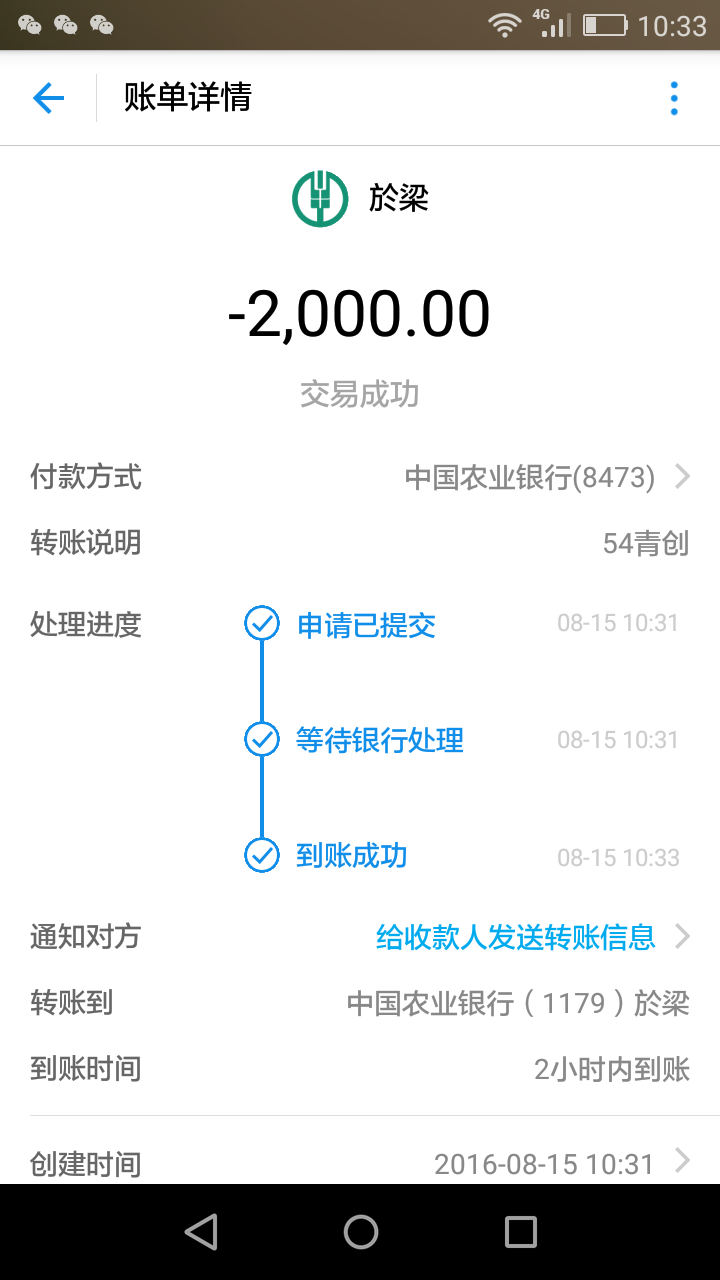 4G 10:33
账单详情
於梁
-2,000.00
交易成功
付款方式 中国农业银行(8473)
转账说明 54青创
处理进度 申请已提交 08-15 10:31
等待银行处理 08-15 10:31
到账成功 08-15 10:33
通知对方 给收款人发送转账信息
转账到 中国农业银行（1179）於梁
到账时间 2小时内到账
创建时间 2016-08-15 10:31